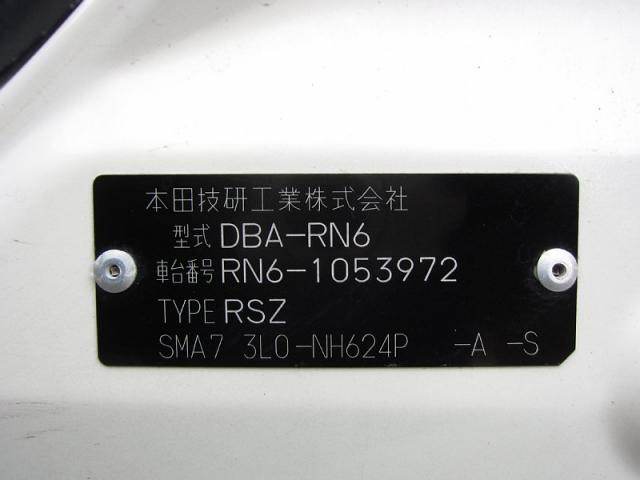 本田技研工業株式会社
型式 DBA-RN6
車台番号 RN6-1053972
TYPE RSZ
SMA7 3L0-NH624P -A -S